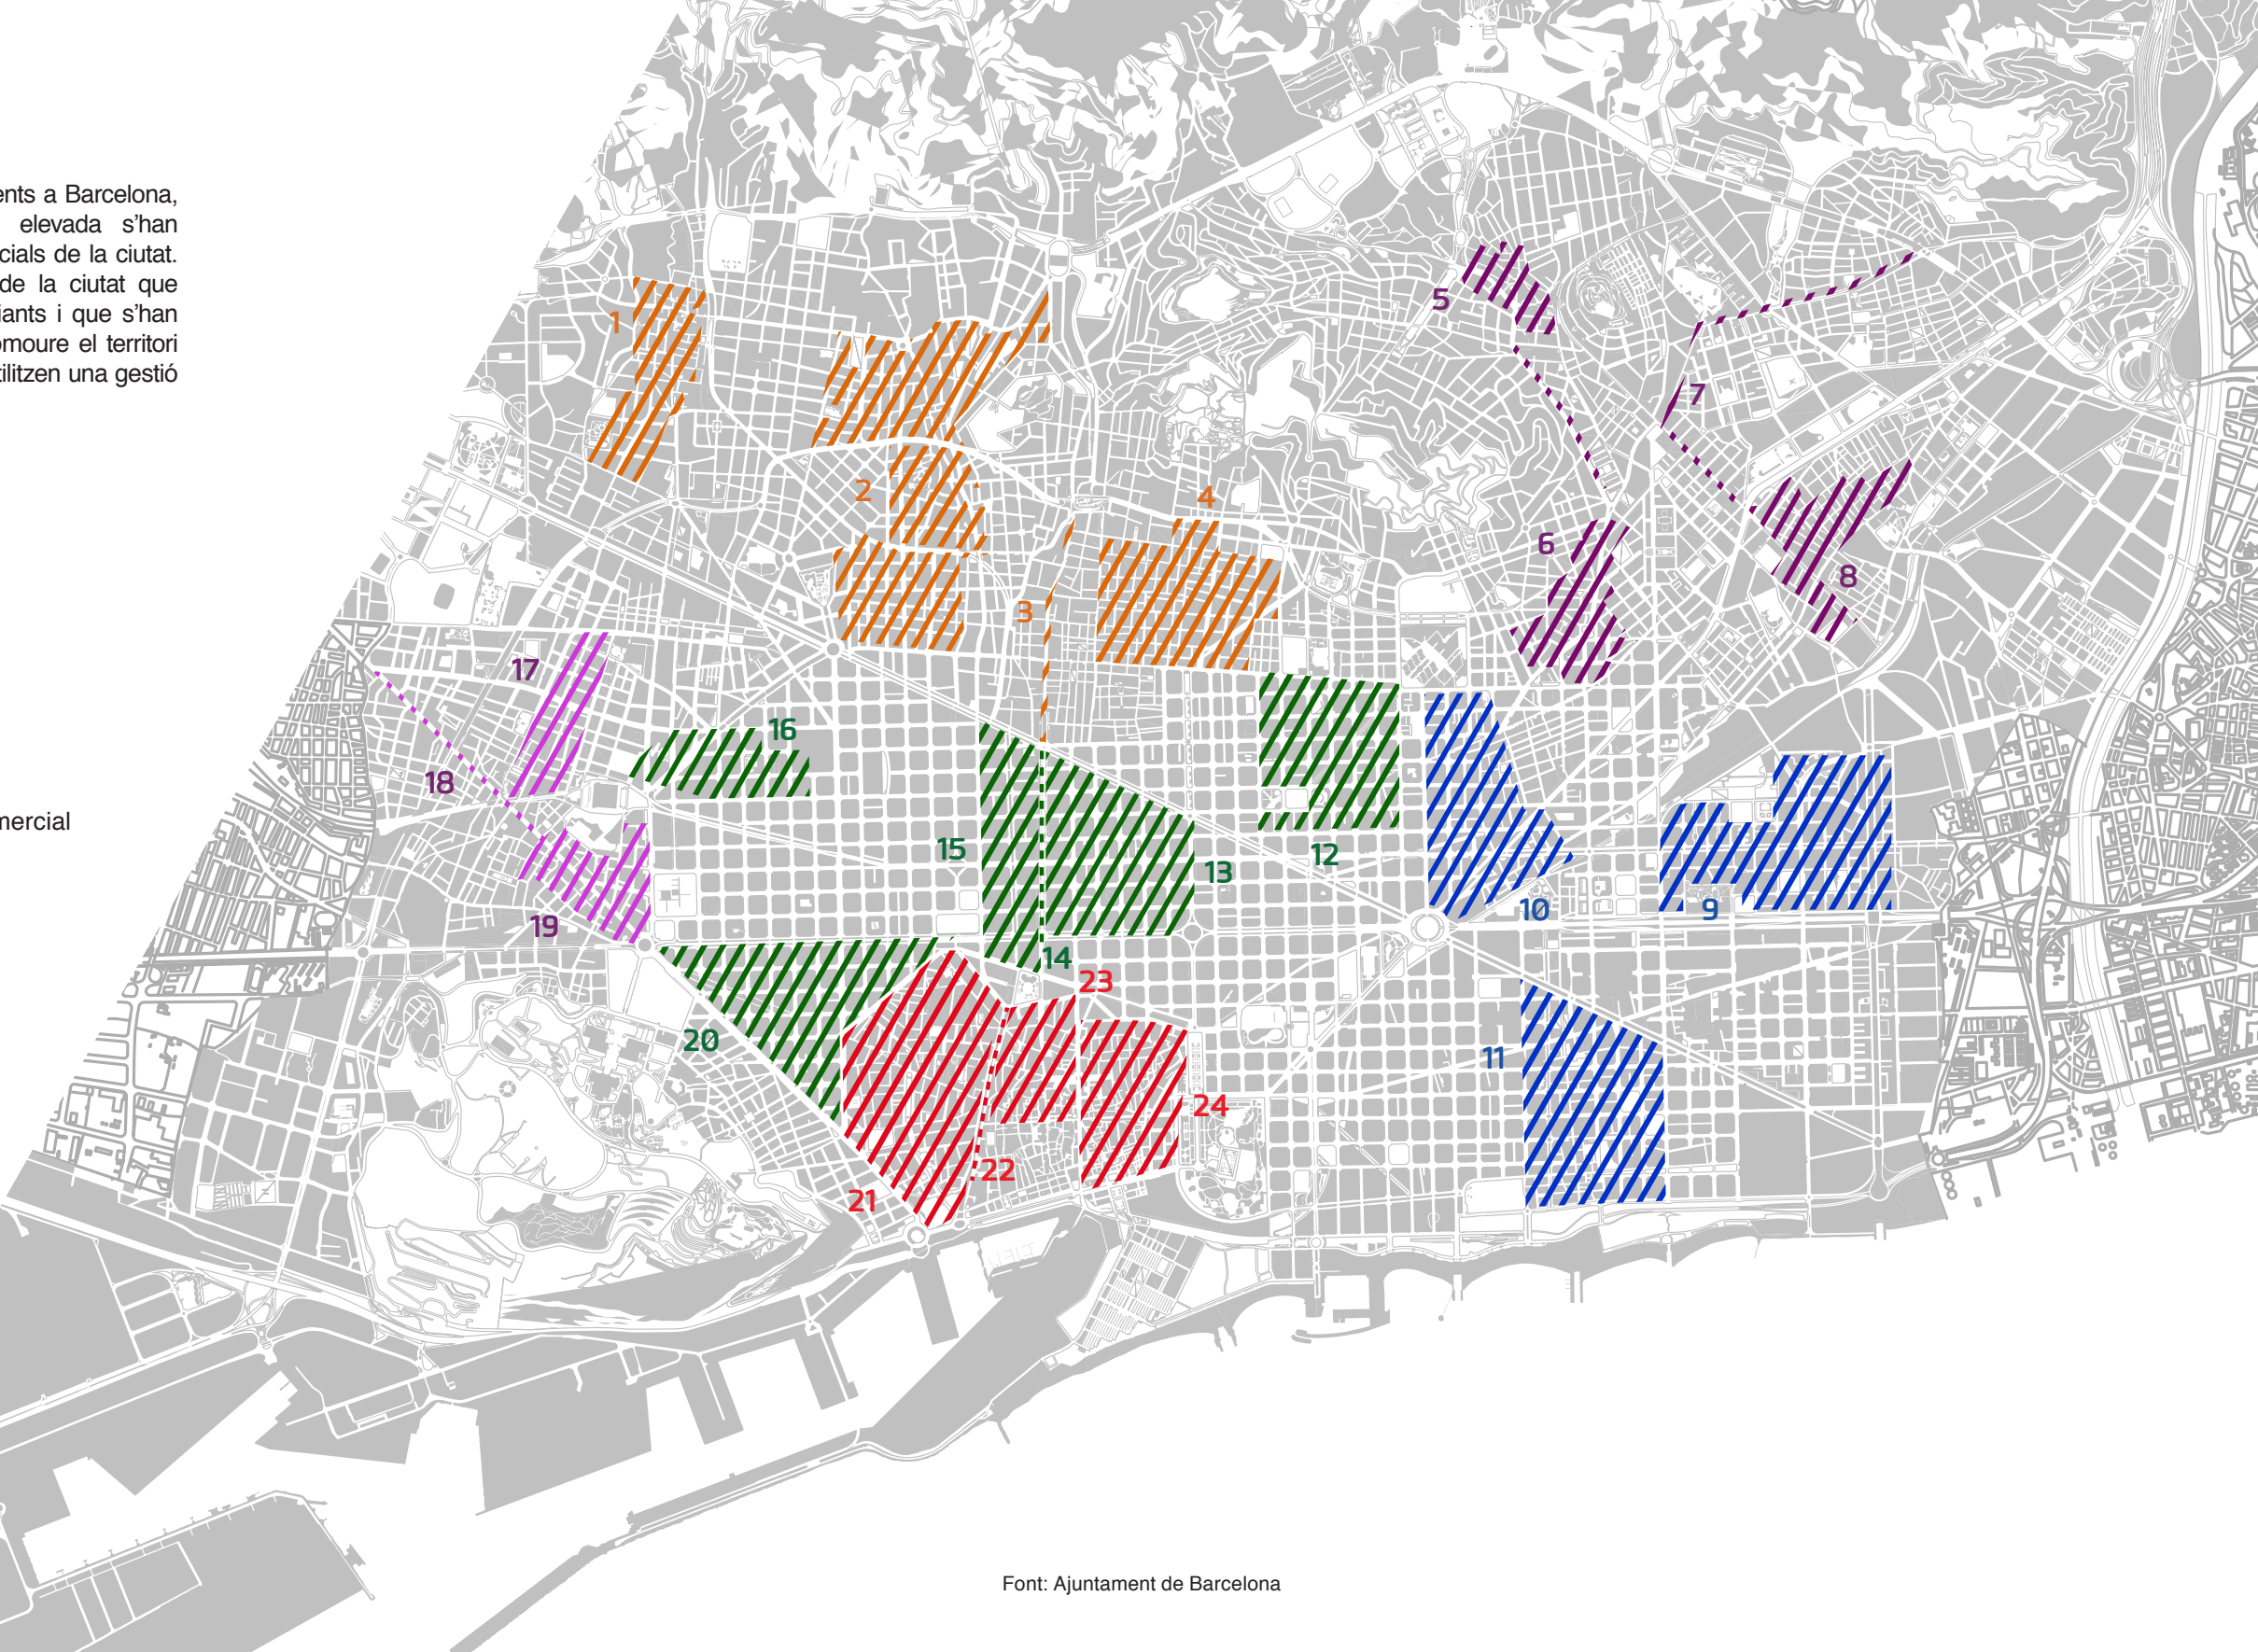 ents a Barcelona,
elevada s'han
cials de la ciutat.
de la ciutat que
iants i que s'han
omoure el territori
tilitzen una gestió
mercial
1
2
3
4
5
6
7
8
9
10
11
12
13
14
15
16
17
18
19
20
21
22
23
24
Font: Ajuntament de Barcelona